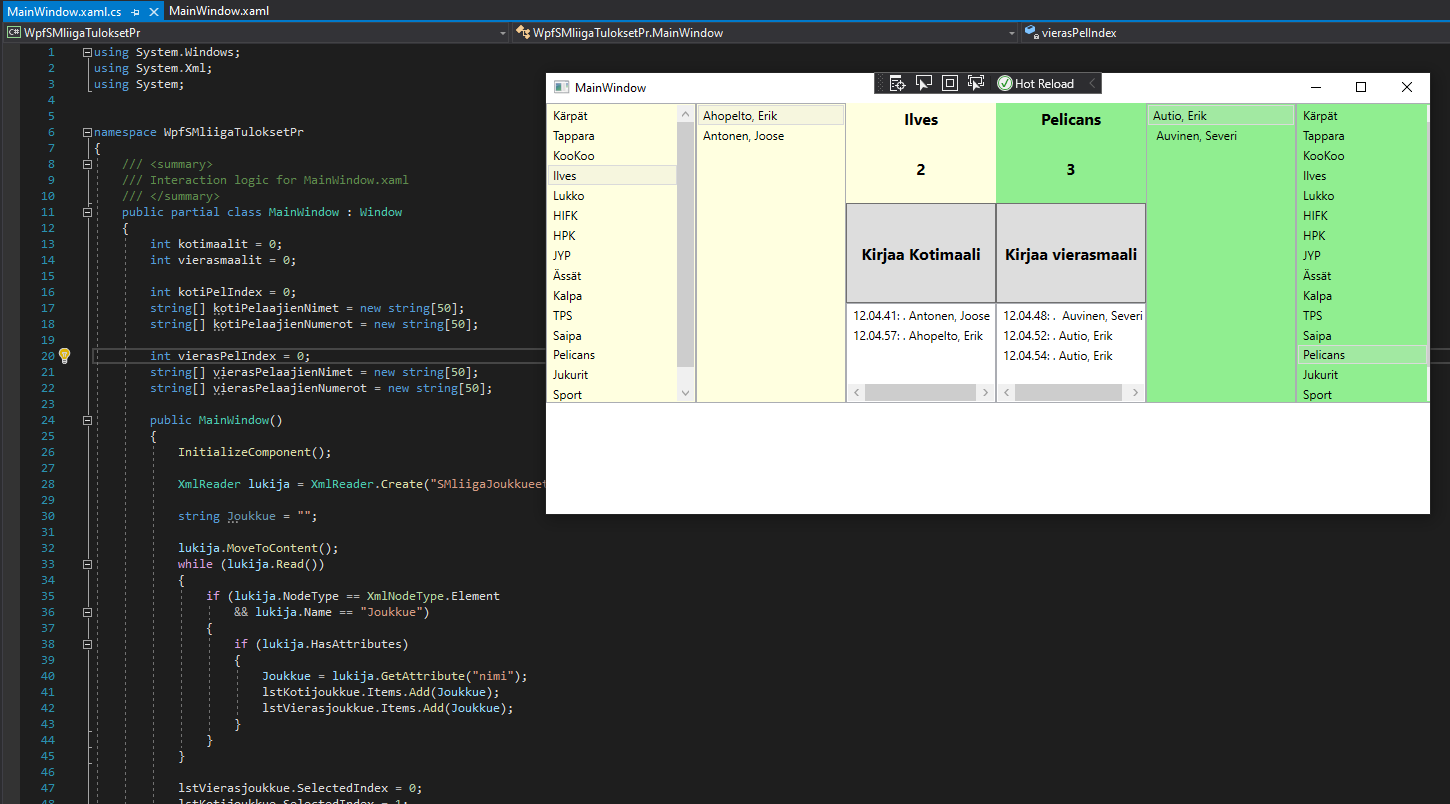 MainWindow.xaml.cs
MainWindow.xaml
C# WpfSMliigaTuloksetPr
WpfSMliigaTuloksetPr.MainWindow
vierasPelIndex
1 using System.Windows;
2 using System.Xml;
3 using System;
4
5
6 namespace WpfSMliigaTuloksetPr
7 {
8 /// <summary>
9 /// Interaction logic for MainWindow.xaml
10 /// </summary>
11 public partial class MainWindow : Window
12 {
13 int kotimaalit = 0;
14 int vierasmaalit = 0;
15
16 int kotiPelIndex = 0;
17 string[] kotiPelaajienNimet = new string[50];
18 string[] kotiPelaajienNumerot = new string[50];
19
20 int vierasPelIndex = 0;
21 string[] vierasPelaajienNimet = new string[50];
22 string[] vierasPelaajienNumerot = new string[50];
23
24 public MainWindow()
25 {
26 InitializeComponent();
27
28 XmlReader lukija = XmlReader.Create("SMliigaJoukkueet
29
30 string Joukkue = "";
31
32 lukija.MoveToContent();
33 while (lukija.Read())
34 {
35 if (lukija.NodeType == XmlNodeType.Element
36 && lukija.Name == "Joukkue")
37 {
38 if (lukija.HasAttributes)
39 {
40 Joukkue = lukija.GetAttribute("nimi");
41 lstKotijoukkue.Items.Add(Joukkue);
42 lstVierasjoukkue.Items.Add(Joukkue);
43 }
44 }
45 }
46
47 lstVierasjoukkue.SelectedIndex = 0;
48 lstKotijoukkue.SelectedIndex = 1;
MainWindow
Hot Reload
Kärpät
Tappara
KooKoo
Ilves
Lukko
HIFK
HPK
JYP
Ässät
Kalpa
TPS
Saipa
Pelicans
Jukurit
Sport
Ahopelto, Erik
Antonen, Joose
Ilves
2
Pelicans
3
Kirjaa Kotimaali
Kirjaa vierasmaali
12.04.41: . Antonen, Joose
12.04.57: . Ahopelto, Erik
12.04.48: . Auvinen, Severi
12.04.52: . Autio, Erik
12.04.54: . Autio, Erik
Autio, Erik
Auvinen, Severi
Kärpät
Tappara
KooKoo
Ilves
Lukko
HIFK
HPK
JYP
Ässät
Kalpa
TPS
Saipa
Pelicans
Jukurit
Sport